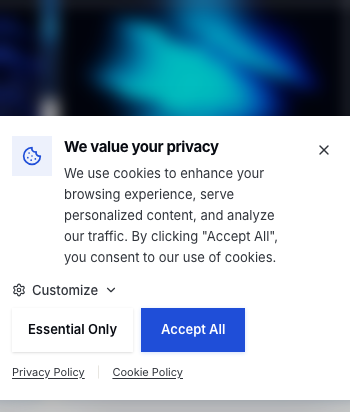 We value your privacy
We use cookies to enhance your
browsing experience, serve
personalized content, and analyze
our traffic. By clicking "Accept All",
you consent to our use of cookies.
Customize
Essential Only
Accept All
Privacy Policy
Cookie Policy